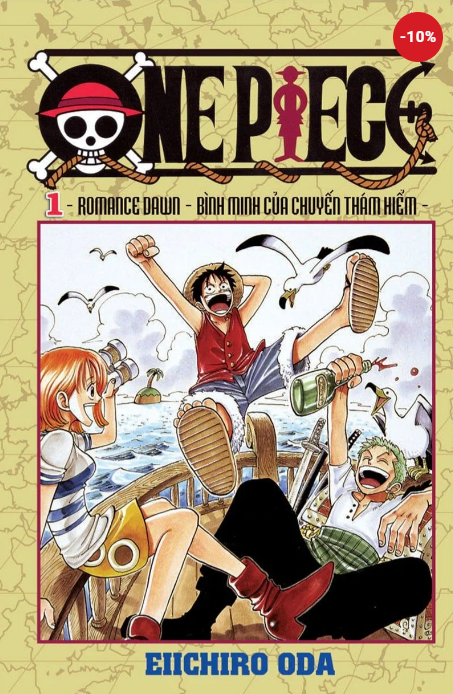 -10%
ONE PIECE
1 - ROMANCE DAWN - BÌNH MINH CỦA CHUYẾN THÁM HIỂM -
EIICHIRO ODA